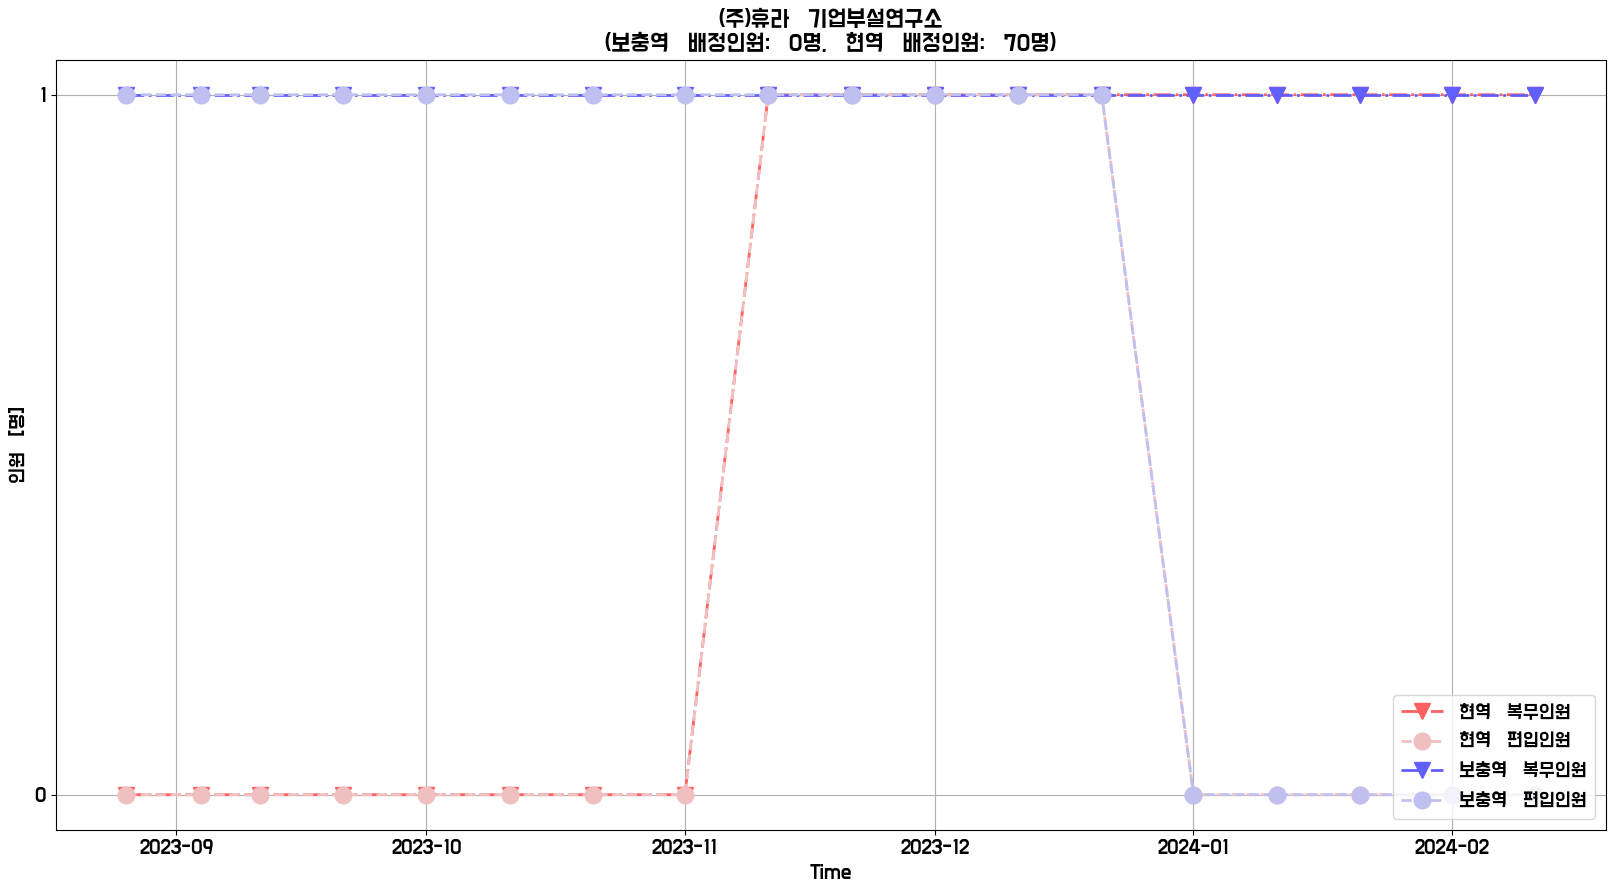 (주)휴라 기업부설연구소
(보충역 배정인원: 0명, 현역 배정인원: 70명)
1
0
인원 [명]
2023-09
2023-10
2023-11
2023-12
2024-01
2024-02
Time
현역 복무인원
현역 편입인원
보충역 복무인원
보충역 편입인원